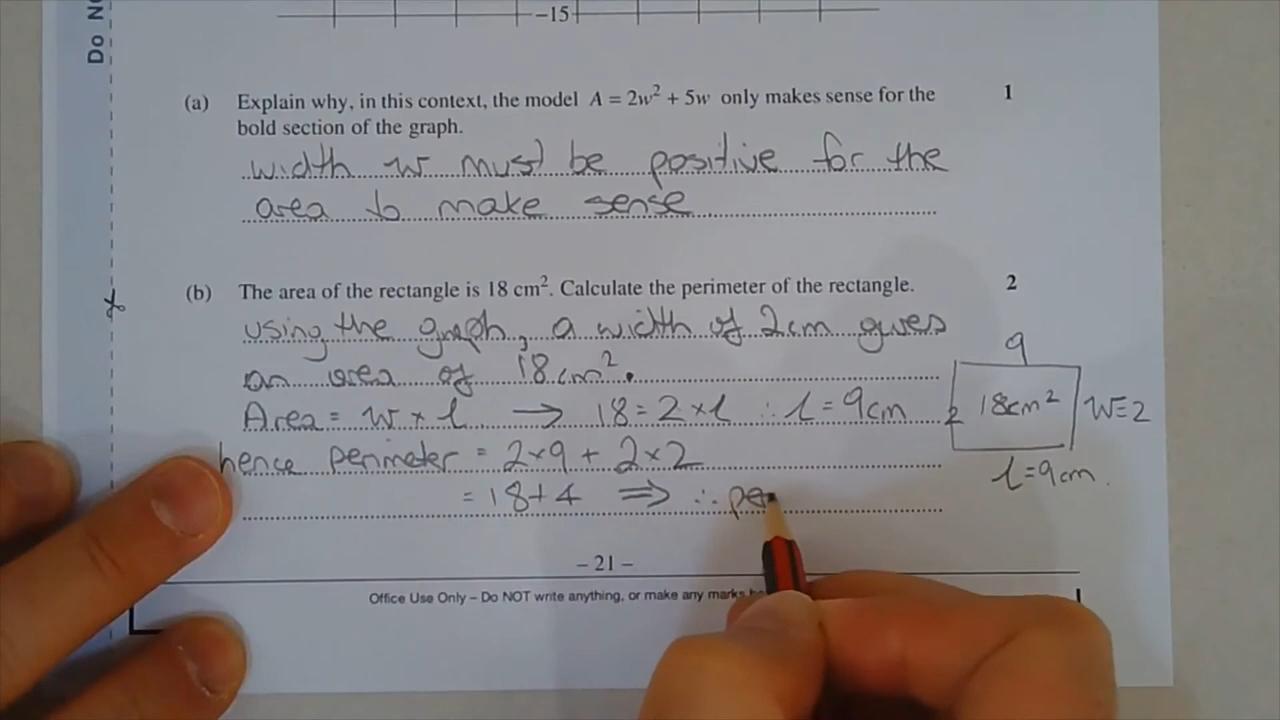 Do NO
-15
(a) Explain why, in this context, the model A = 2w² + 5w only makes sense for the 1
bold section of the graph.
width w must be positive for the
area to make sense
(b) The area of the rectangle is 18 cm². Calculate the perimeter of the rectangle. 2
using the graph, a width of 2cm gives
an area of 18cm².
Area = w × l → 18 = 2 × l ∴ l = 9cm
hence perimeter = 2×9 + 2×2
= 18+4 ⟹ ∴ pe
9
2 18cm² W=2
l=9cm.
– 21 –
Office Use Only – Do NOT write anything, or make any marks